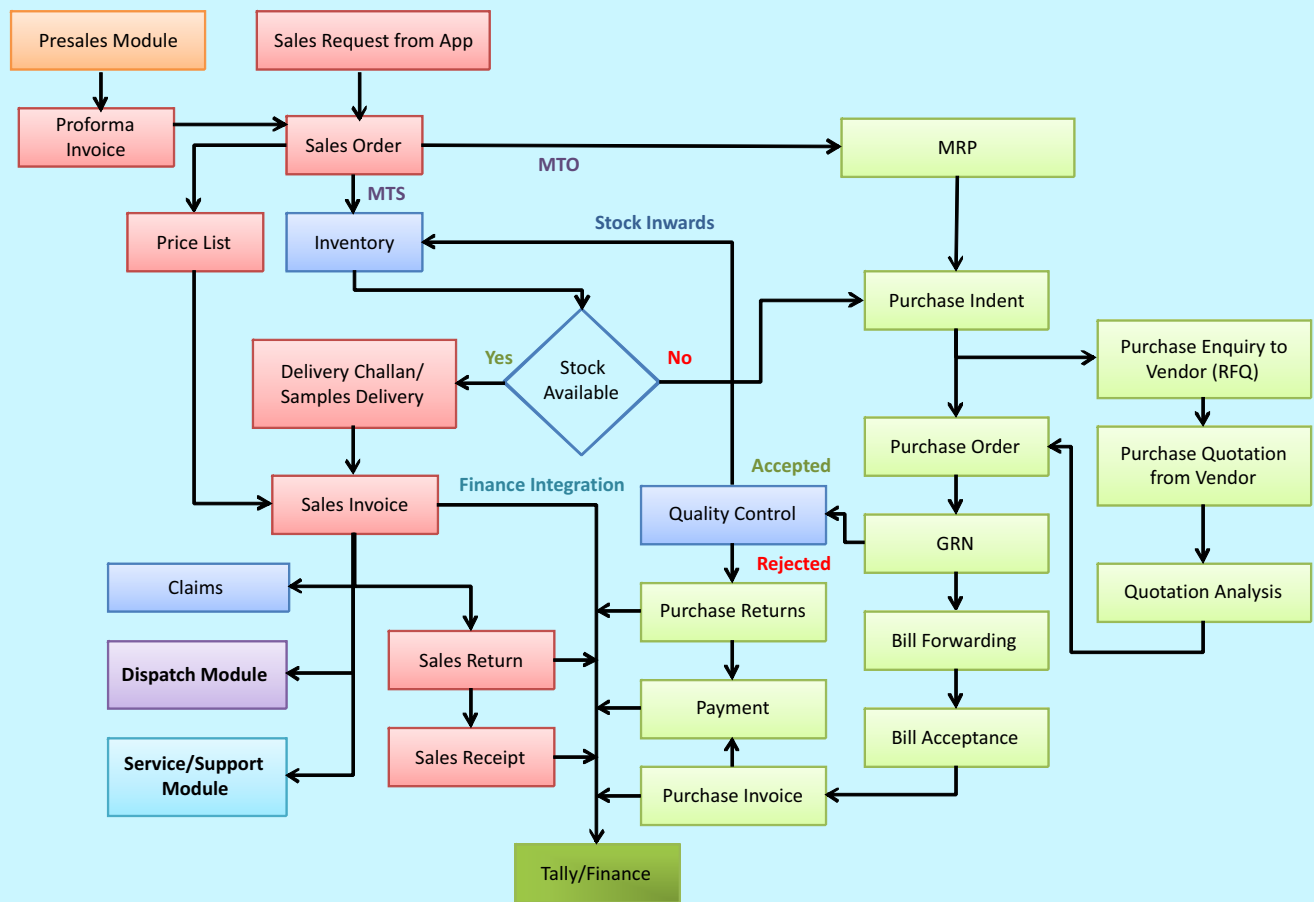 Presales Module
Sales Request from App
Proforma
Invoice
Sales Order
MTO
MRP
MTS
Stock Inwards
Price List
Inventory
Purchase Indent
Yes
Stock
Available
No
Delivery Challan/
Samples Delivery
Purchase Enquiry to
Vendor (RFQ)
Purchase Order
Purchase Quotation
from Vendor
Accepted
Finance Integration
Sales Invoice
Quality Control
GRN
Rejected
Claims
Purchase Returns
Quotation Analysis
Bill Forwarding
Sales Return
Dispatch Module
Payment
Bill Acceptance
Sales Receipt
Service/Support
Module
Purchase Invoice
Tally/Finance